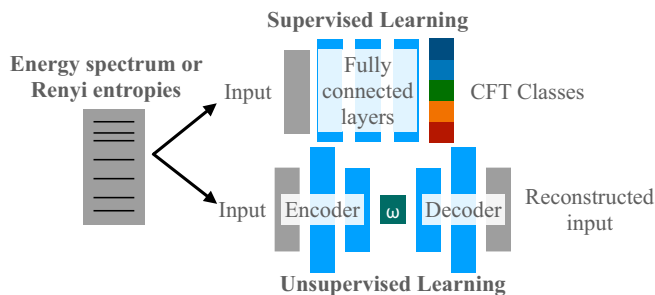 Supervised Learning
Energy spectrum or
Renyi entropies
Input
Fully
connected
layers
CFT Classes
Input
Encoder
ω
Decoder
Reconstructed
input
Unsupervised Learning